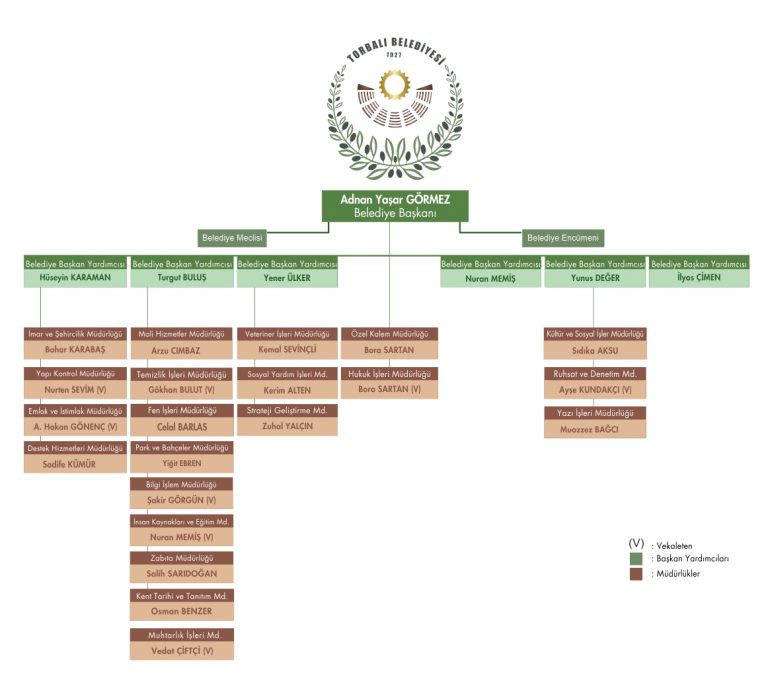 TORBALI BELEDİYESİ
1927
Adnan Yaşar GÖRMEZ
Belediye Başkanı
Belediye Meclisi
Belediye Encümeni
Belediye Başkan Yardımcısı
Hüseyin KARAMAN
Belediye Başkan Yardımcısı
Turgut BULUŞ
Belediye Başkan Yardımcısı
Yener ÜLKER
Belediye Başkan Yardımcısı
Nuran MEMİŞ
Belediye Başkan Yardımcısı
Yunus DEĞER
Belediye Başkan Yardımcısı
İlyas ÇİMEN
İmar ve Şehircilik Müdürlüğü
Bahar KARABAŞ
Yapı Kontrol Müdürlüğü
Nurten SEVİM (V)
Emlak ve İstimlak Müdürlüğü
A. Hakan GÖNENÇ (V)
Destek Hizmetleri Müdürlüğü
Sadife KÜMÜR
Mali Hizmetler Müdürlüğü
Arzu CIMBAZ
Temizlik İşleri Müdürlüğü
Gökhan BULUT (V)
Fen İşleri Müdürlüğü
Celal BARLAS
Park ve Bahçeler Müdürlüğü
Yiğit EBREN
Bilgi İşlem Müdürlüğü
Şakir GÖRGÜN (V)
İnsan Kaynakları ve Eğitim Md.
Nuran MEMİŞ (V)
Zabıta Müdürlüğü
Salih SARIDOĞAN
Kent Tarihi ve Tanıtım Md.
Osman BENZER
Muhtarlık İşleri Md.
Vedat ÇİFTÇİ (V)
Veteriner İşleri Müdürlüğü
Kemal SEVİNÇLİ
Sosyal Yardım İşleri Md.
Kerim ALTEN
Strateji Geliştirme Md.
Zuhal YALÇIN
Özel Kalem Müdürlüğü
Bora SARTAN
Hukuk İşleri Müdürlüğü
Bora SARTAN (V)
Kültür ve Sosyal İşler Müdürlüğü
Sıdıka AKSU
Ruhsat ve Denetim Md.
Ayşe KUNDAKÇI (V)
Yazı İşleri Müdürlüğü
Muazzez BAĞCI
(V) : Vekaleten
: Başkan Yardımcıları
: Müdürlükler